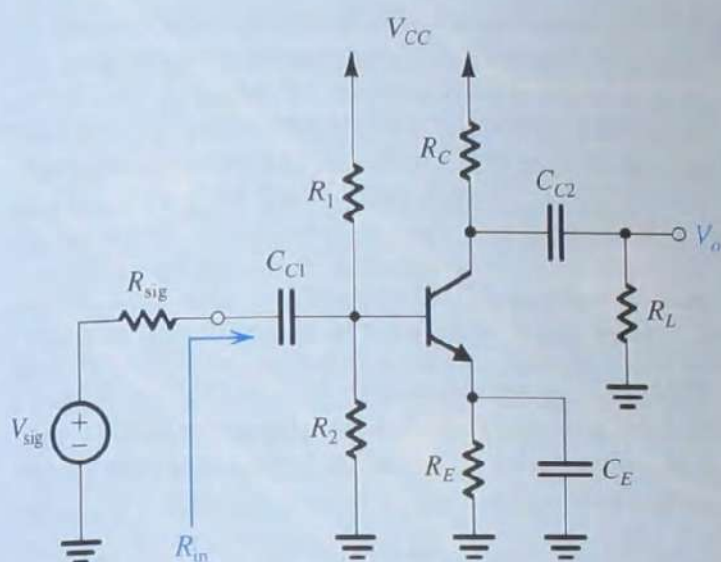 V_CC
R_C
C_C2
R_1
V_o
C_C1
R_sig
R_L
V_sig
+
−
R_2
R_E
C_E
R_in